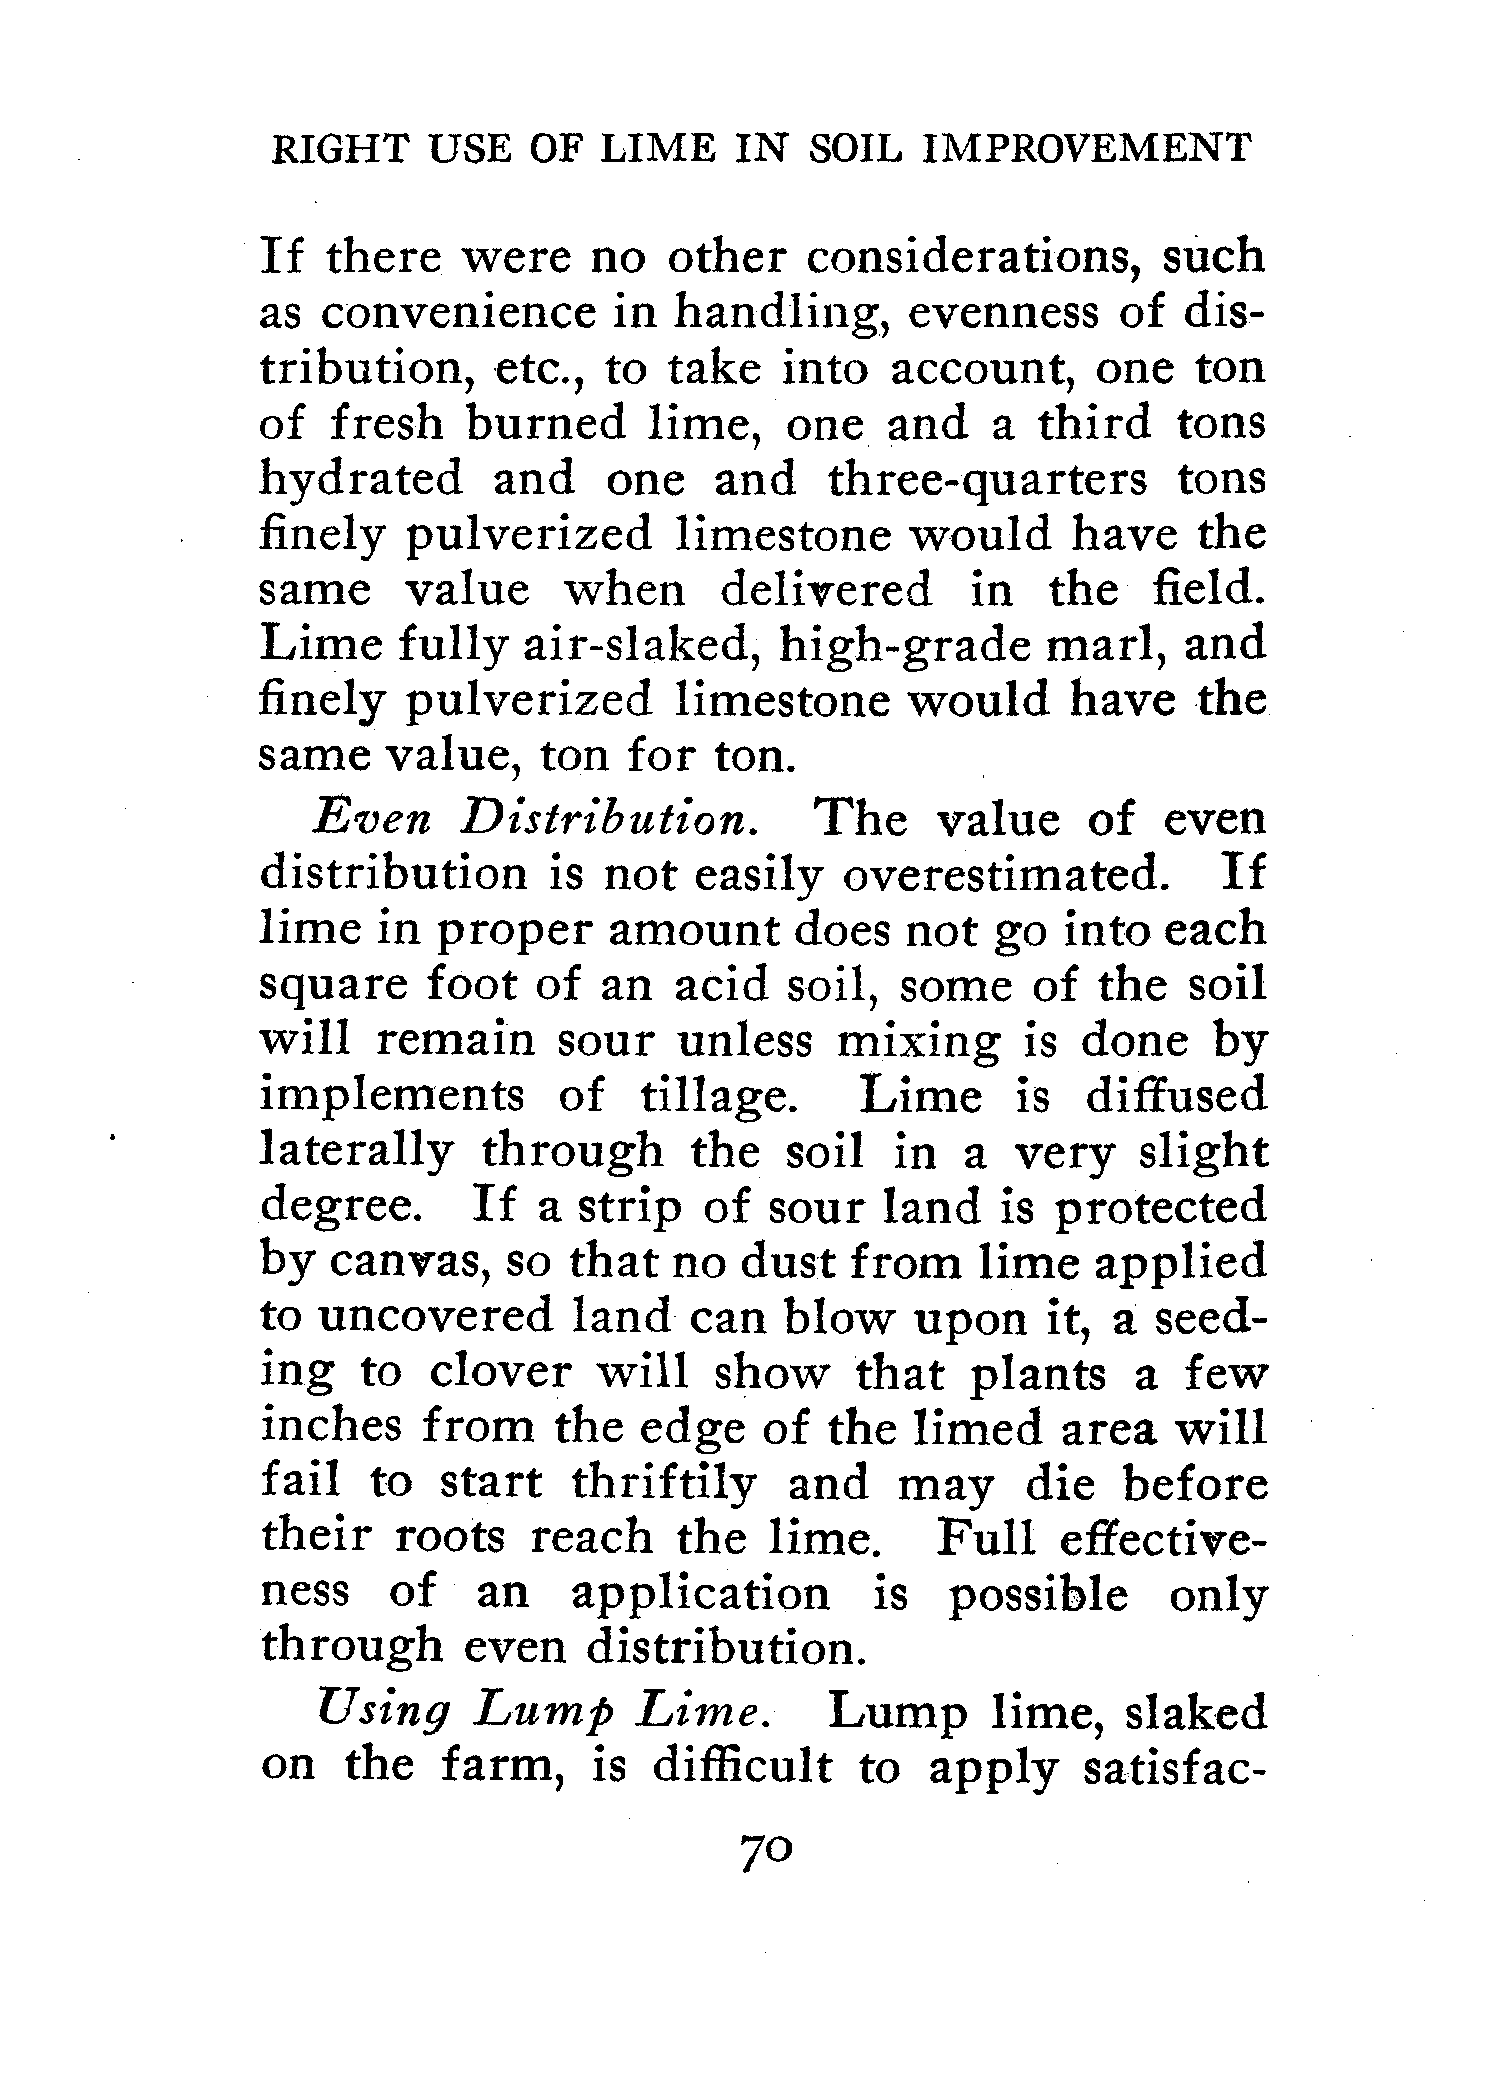 RIGHT USE OF LIME IN SOIL IMPROVEMENT
If there were no other considerations, such
as convenience in handling, evenness of dis-
tribution, etc., to take into account, one ton
of fresh burned lime, one and a third tons
hydrated and one and three-quarters tons
finely pulverized limestone would have the
same value when delivered in the field.
Lime fully air-slaked, high-grade marl, and
finely pulverized limestone would have the
same value, ton for ton.
Even Distribution. The value of even
distribution is not easily overestimated. If
lime in proper amount does not go into each
square foot of an acid soil, some of the soil
will remain sour unless mixing is done by
implements of tillage. Lime is diffused
laterally through the soil in a very slight
degree. If a strip of sour land is protected
by canvas, so that no dust from lime applied
to uncovered land can blow upon it, a seed-
ing to clover will show that plants a few
inches from the edge of the limed area will
fail to start thriftily and may die before
their roots reach the lime. Full effective-
ness of an application is possible only
through even distribution.
Using Lump Lime. Lump lime, slaked
on the farm, is difficult to apply satisfac-
70